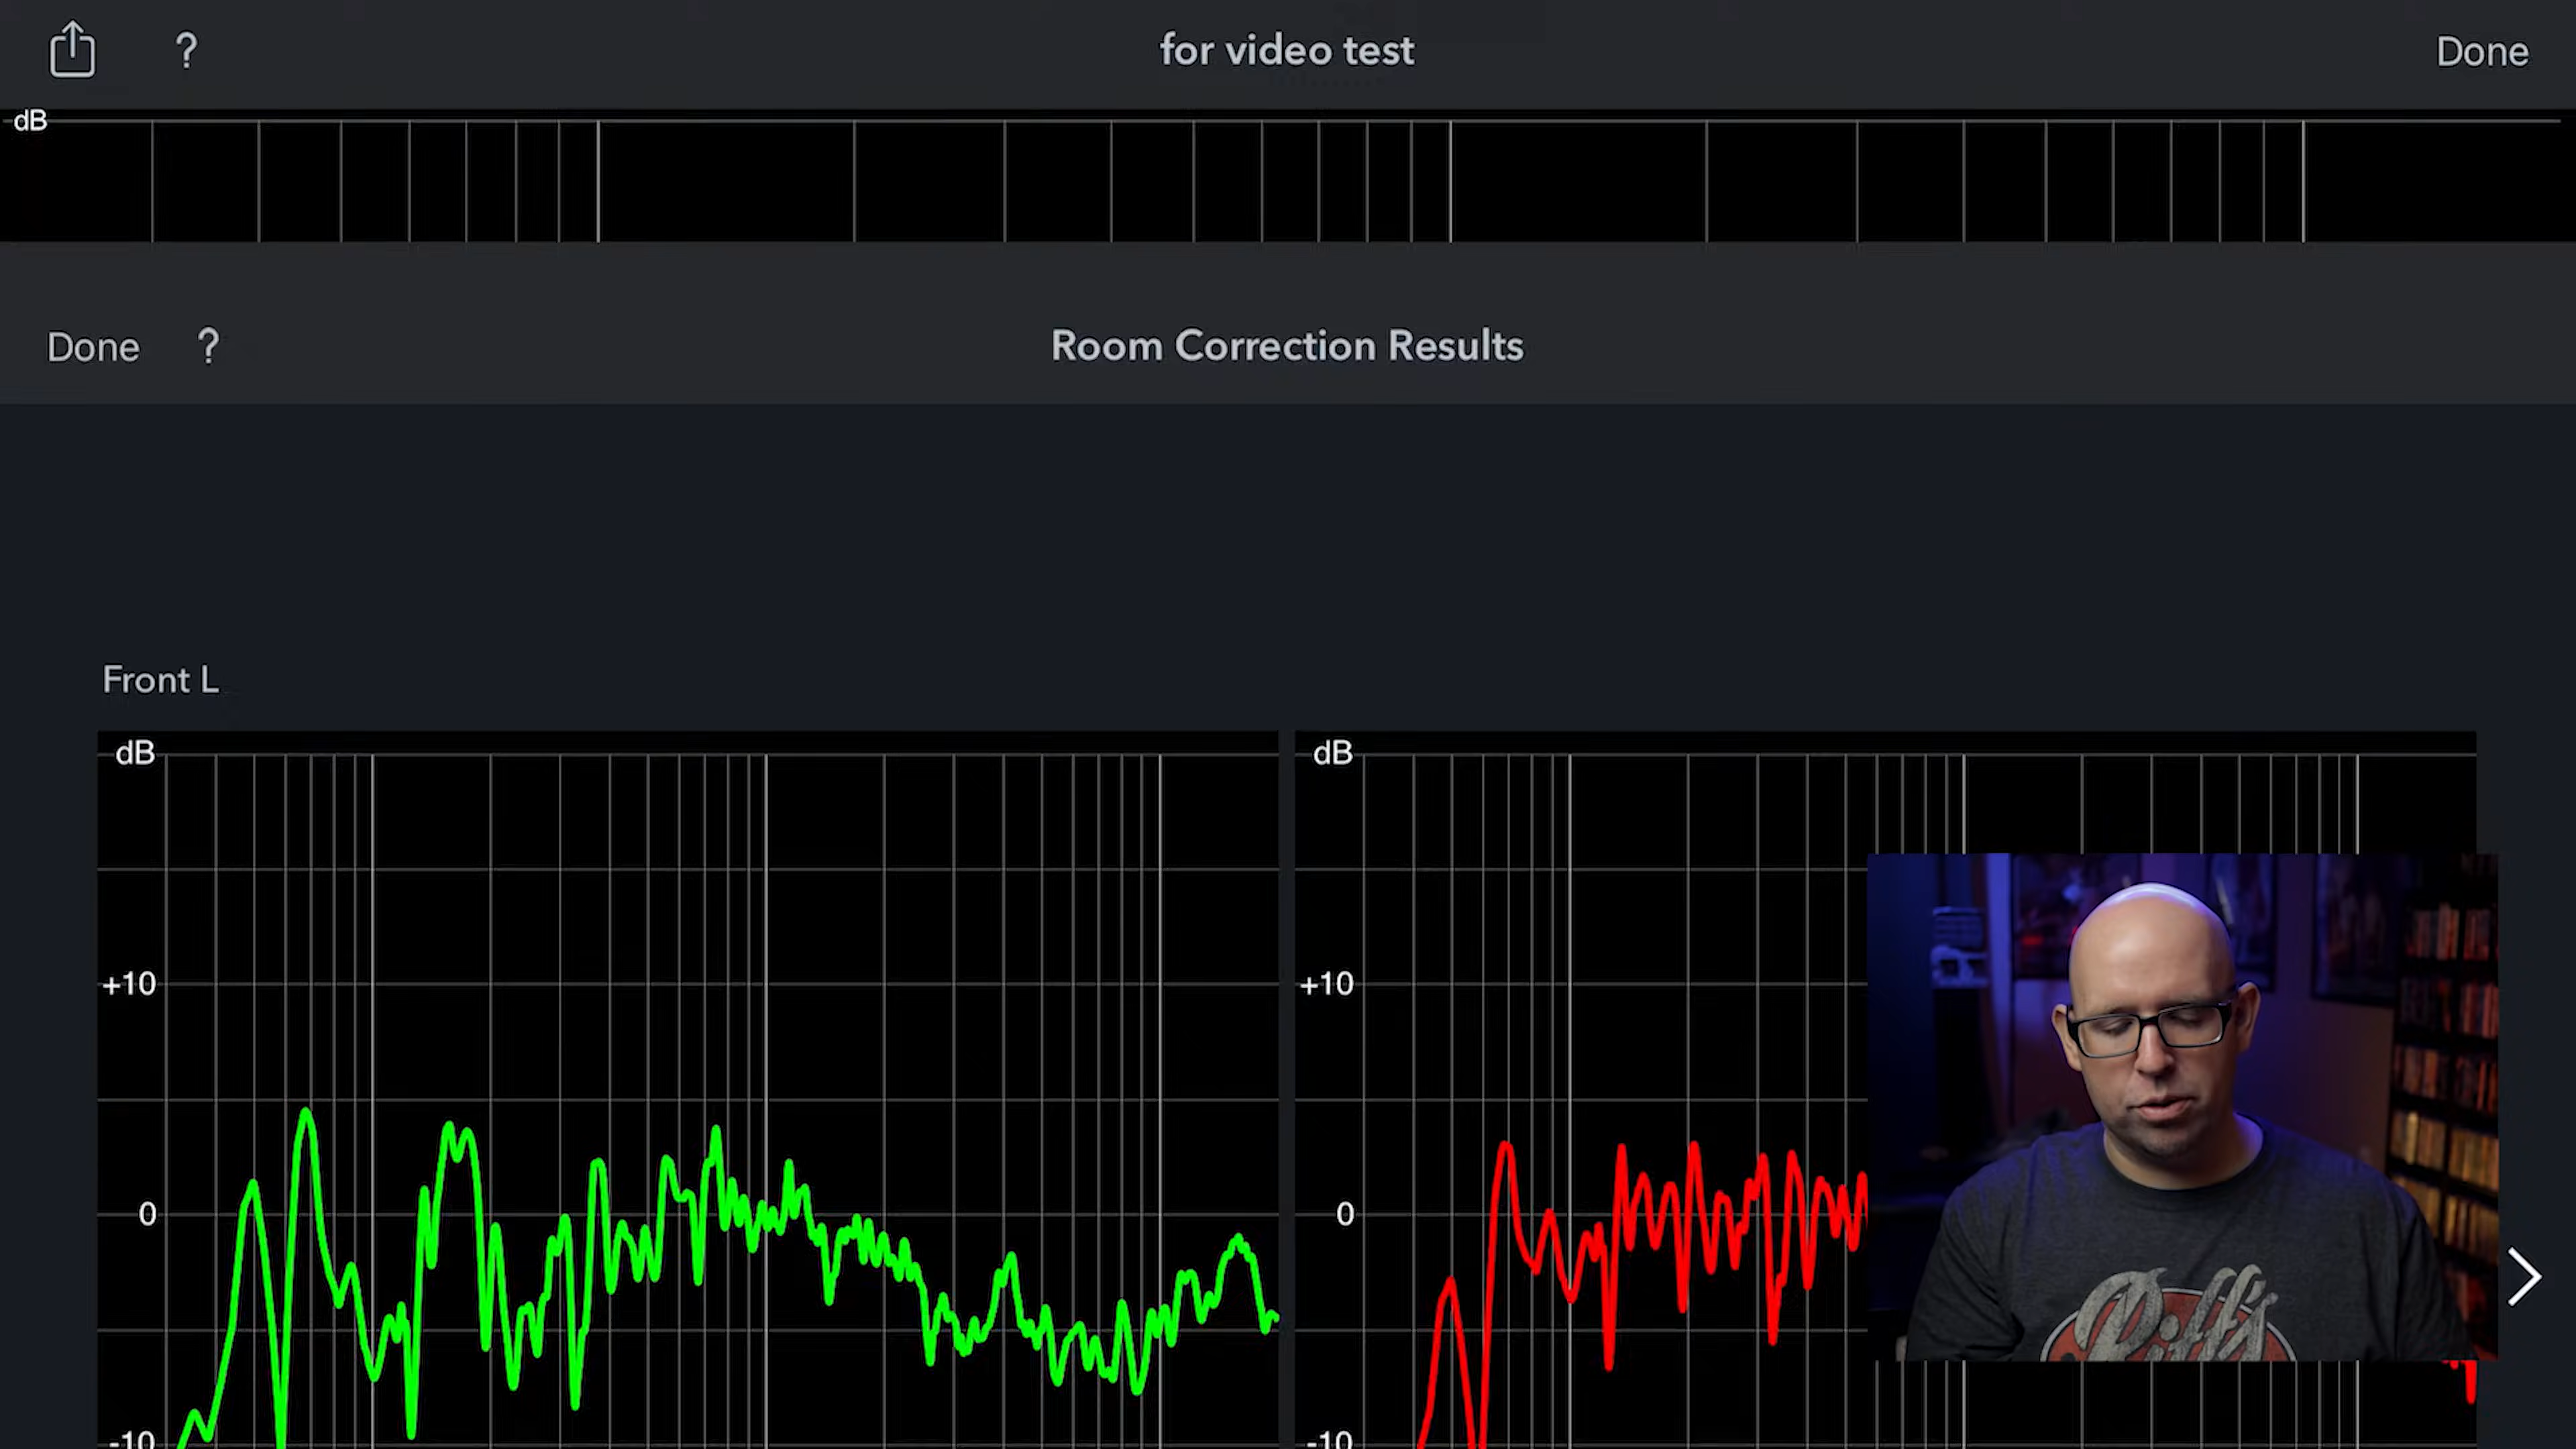 ?
for video test
Done
dB
Done
?
Room Correction Results
Front L
dB
dB
+10
+10
0
0
-10
-10